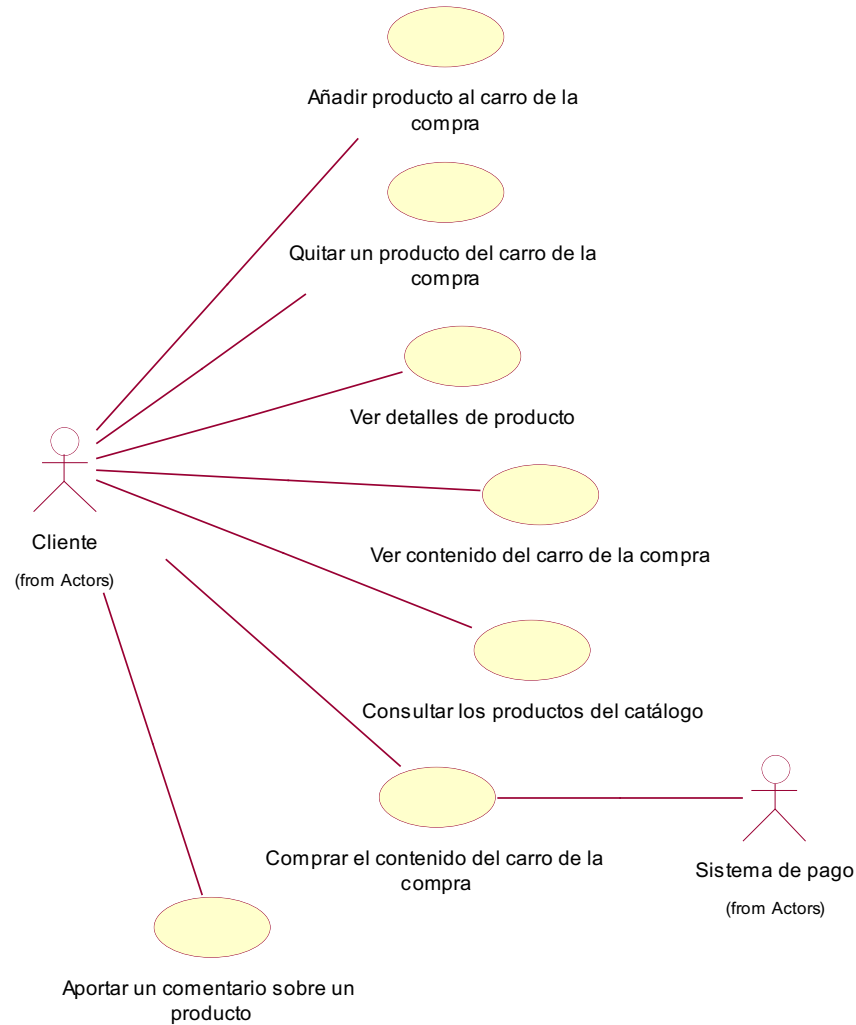 Añadir producto al carro de la
compra
Quitar un producto del carro de la
compra
Ver detalles de producto
Cliente
(from Actors)
Ver contenido del carro de la compra
Consultar los productos del catálogo
Comprar el contenido del carro de la
compra
Sistema de pago
(from Actors)
Aportar un comentario sobre un
producto